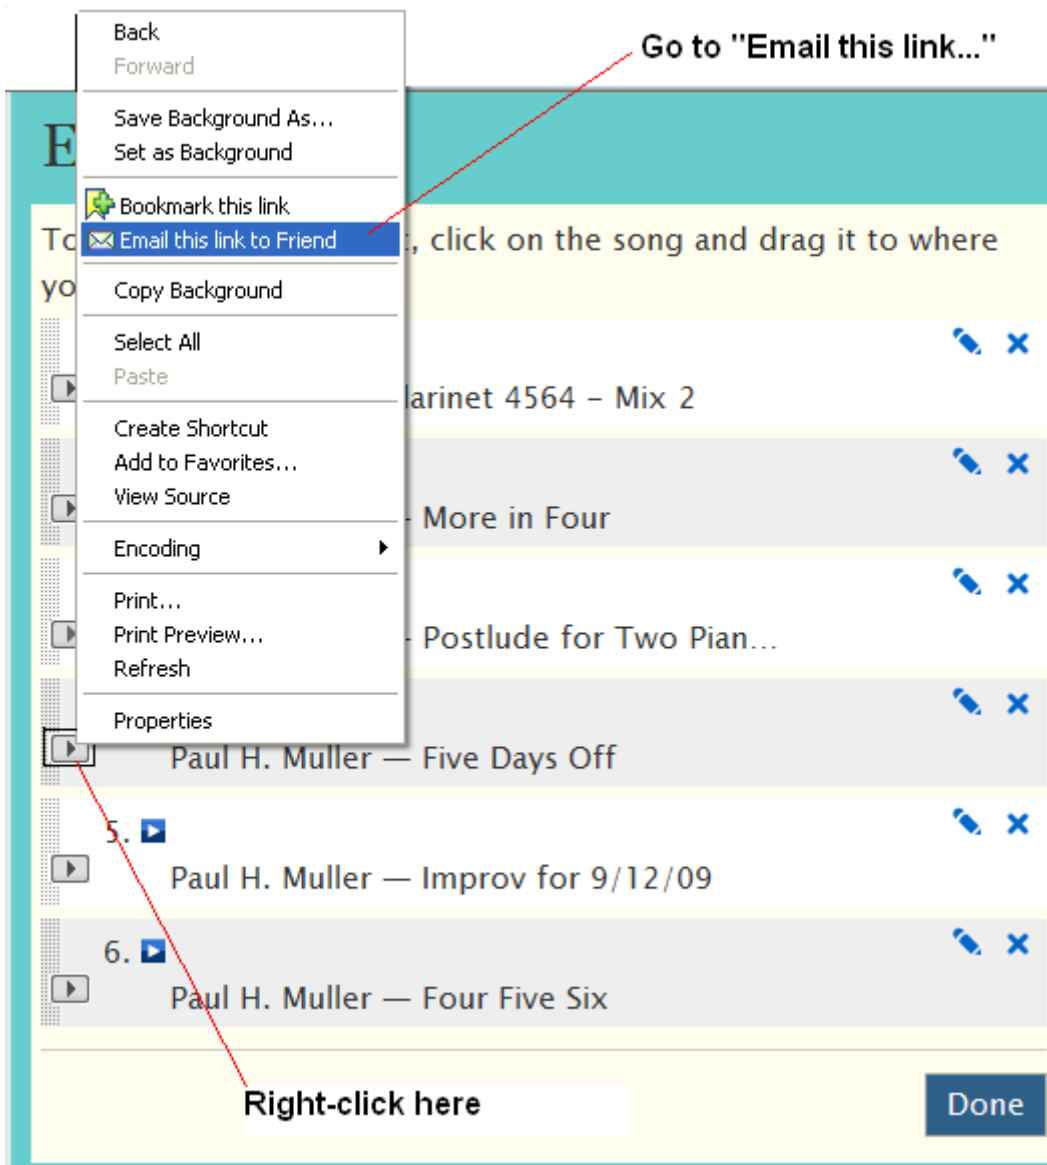 Back
Forward
Go to "Email this link..."
Save Background As...
Set as Background
Bookmark this link
Email this link to Friend
, click on the song and drag it to where
yo
Copy Background
Select All
Paste
larinet 4564 – Mix 2
Create Shortcut
Add to Favorites...
View Source
– More in Four
Encoding
Print...
Print Preview...
Refresh
– Postlude for Two Pian...
Properties
Paul H. Muller — Five Days Off
5.
Paul H. Muller — Improv for 9/12/09
6.
Paul H. Muller — Four Five Six
Right-click here
Done